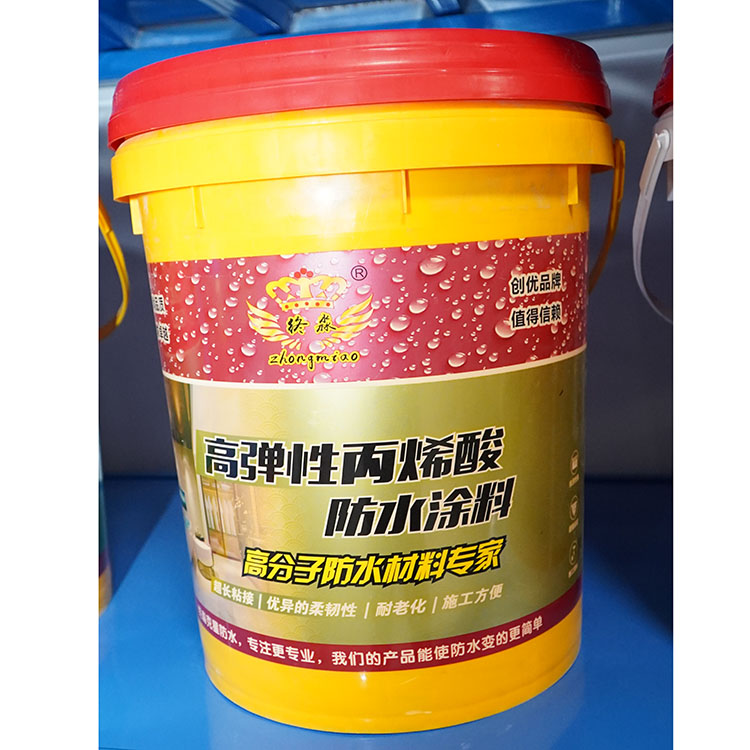 ®
终淼
zhongmiao
创优品牌
值得信赖
高弹性丙烯酸
防水涂料
高分子防水材料专家
超长粘接 | 优异的柔韧性 | 耐老化 | 施工方便
防水，专注更专业，我们的产品能使防水变的更简单